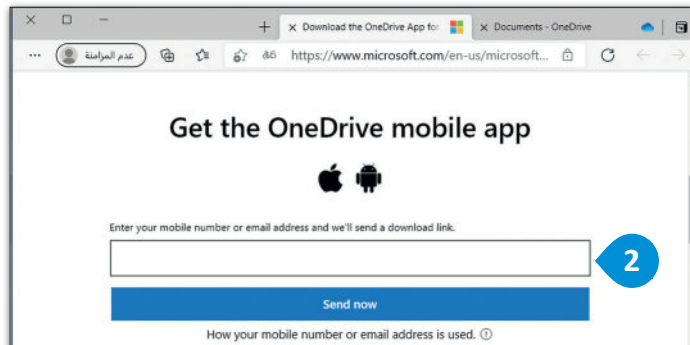 Download the OneDrive App for
Documents - OneDrive
عدم المزامنة
https://www.microsoft.com/en-us/microsoft...
Get the OneDrive mobile app
Enter your mobile number or email address and we'll send a download link.
2
Send now
How your mobile number or email address is used.